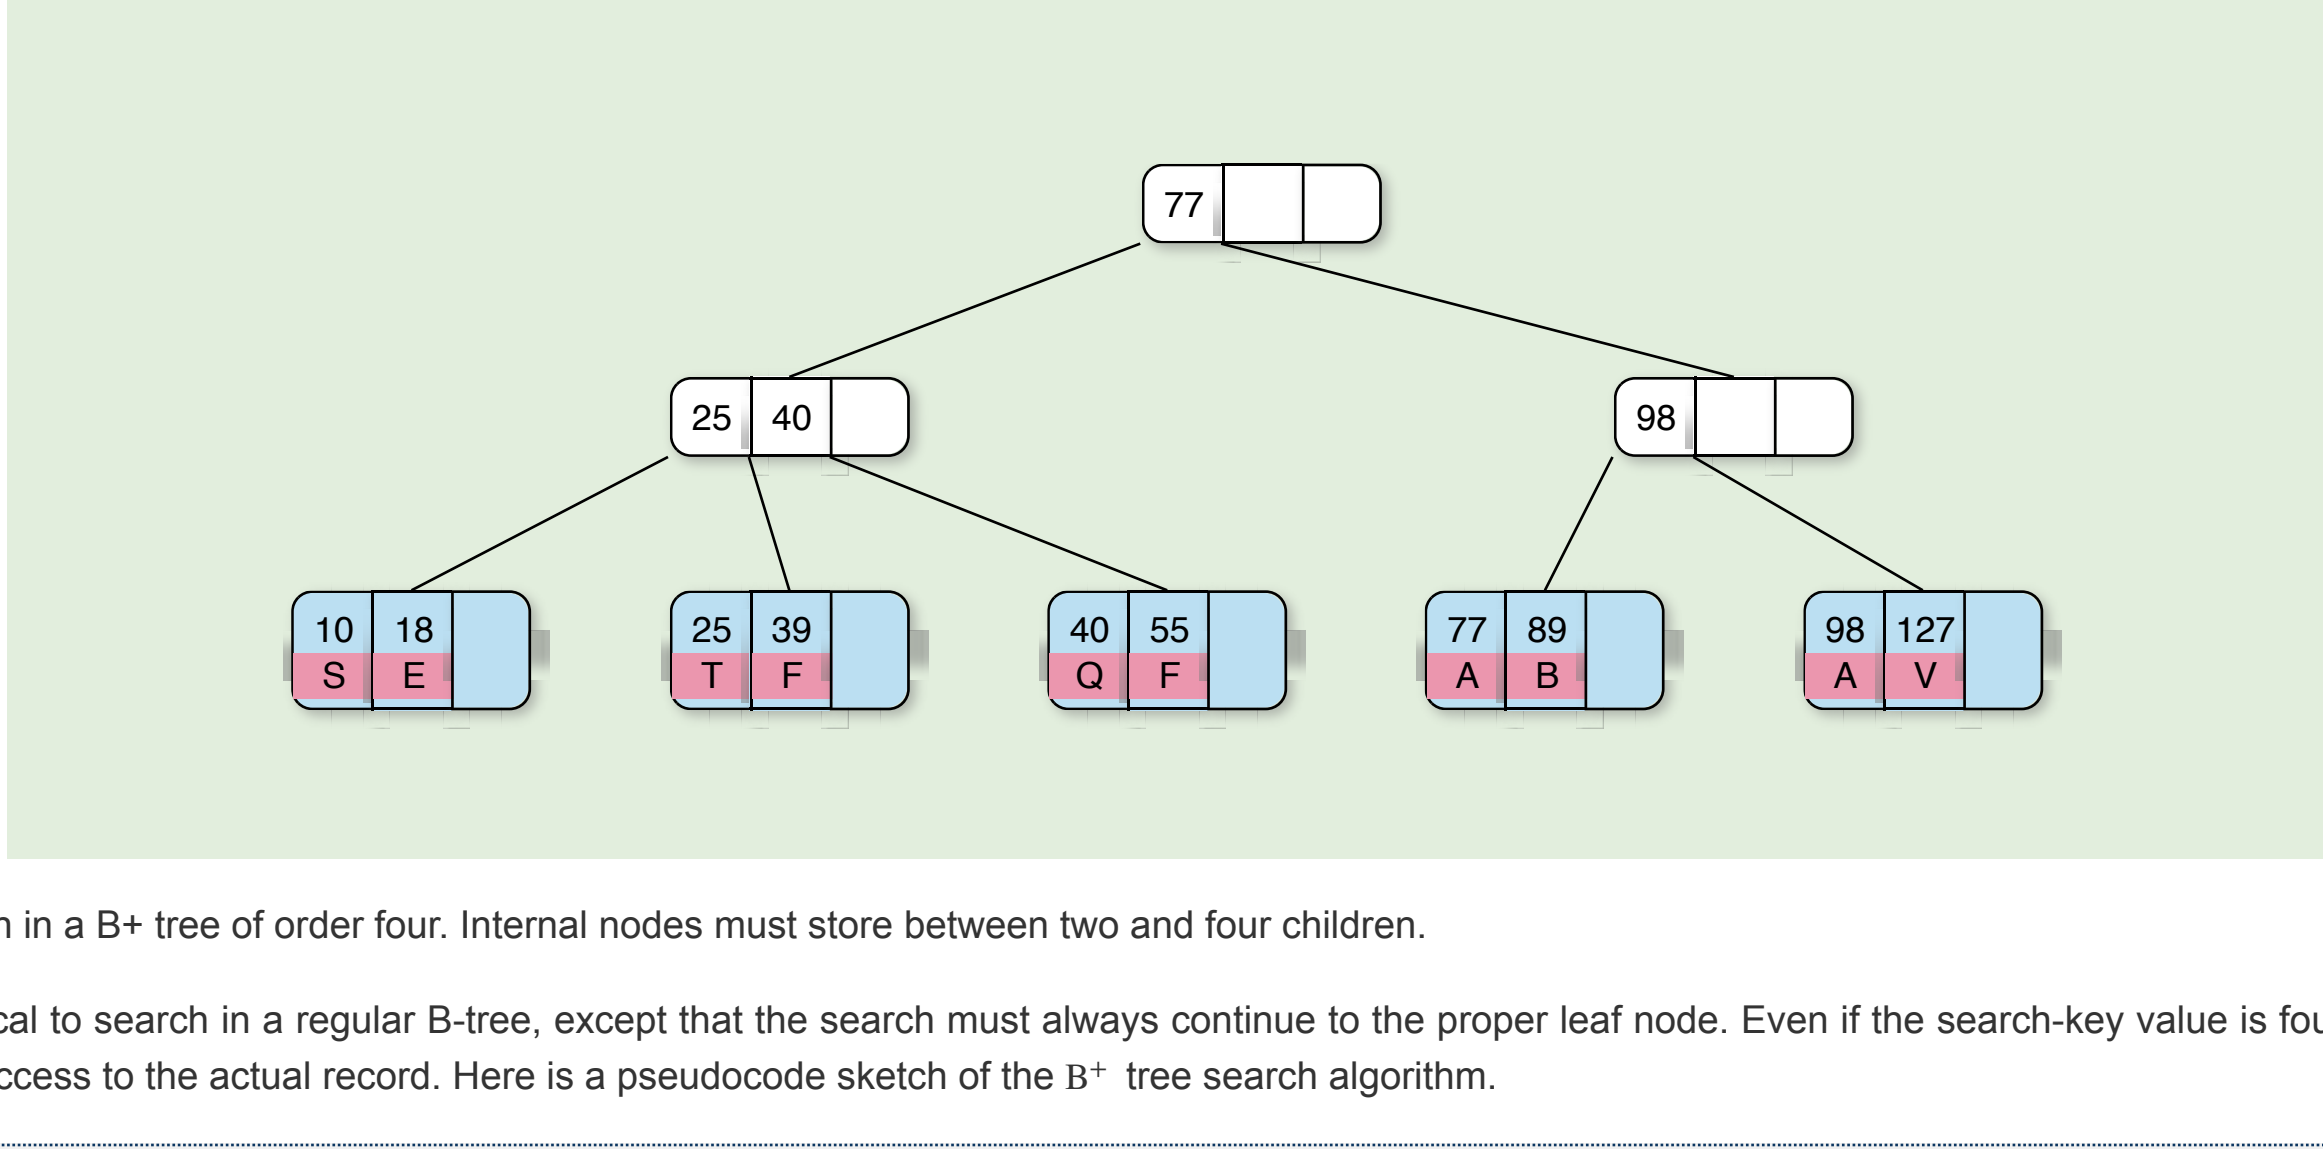 77
25 40
98
10 18
S E
25 39
T F
40 55
Q F
77 89
A B
98 127
A V
in a B+ tree of order four. Internal nodes must store between two and four children.
to search in a regular B-tree, except that the search must always continue to the proper leaf node. Even if the search-key value is
to the actual record. Here is a pseudocode sketch of the B⁺ tree search algorithm.